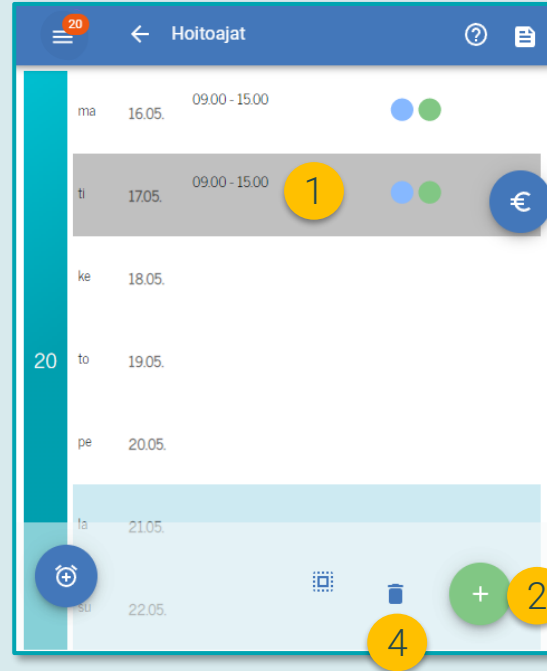 20
Hoitoajat
ma 16.05. 09.00 - 15.00
ti 17.05. 09.00 - 15.00 1
€
ke 18.05.
20 to 19.05.
pe 20.05.
la 21.05.
su 22.05.
+ 2
4